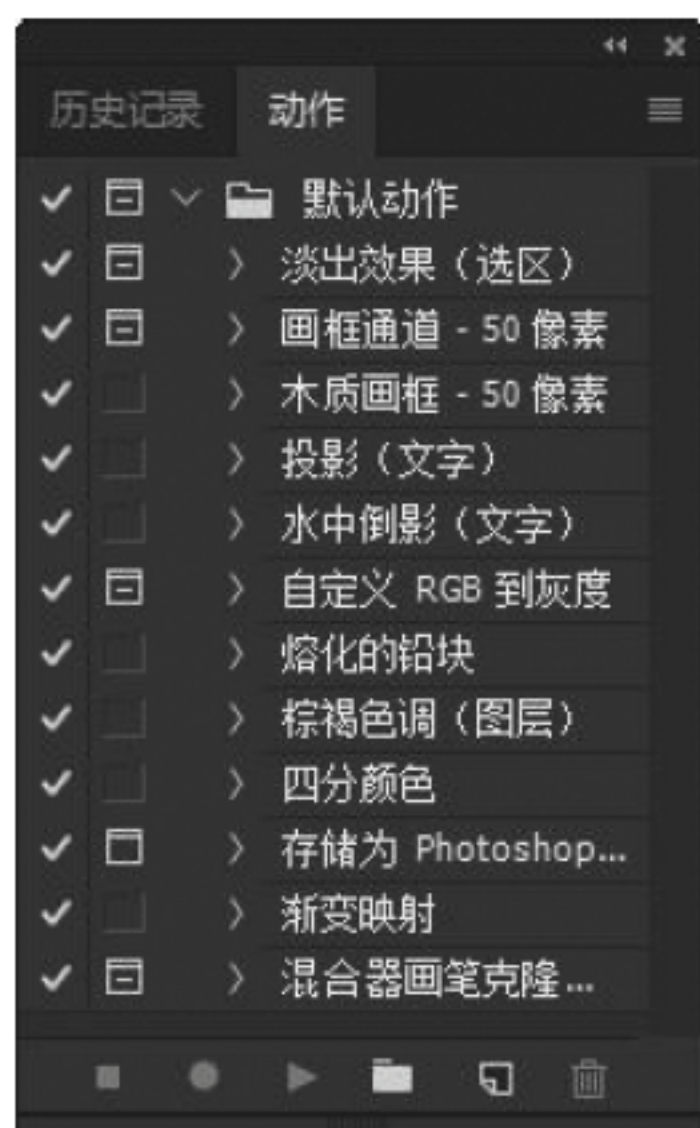 历史记录 动作
默认动作
淡出效果（选区）
画框通道 - 50 像素
木质画框 - 50 像素
投影（文字）
水中倒影（文字）
自定义 RGB 到灰度
熔化的铅块
棕褐色调（图层）
四分颜色
存储为 Photoshop...
渐变映射
混合器画笔克隆...